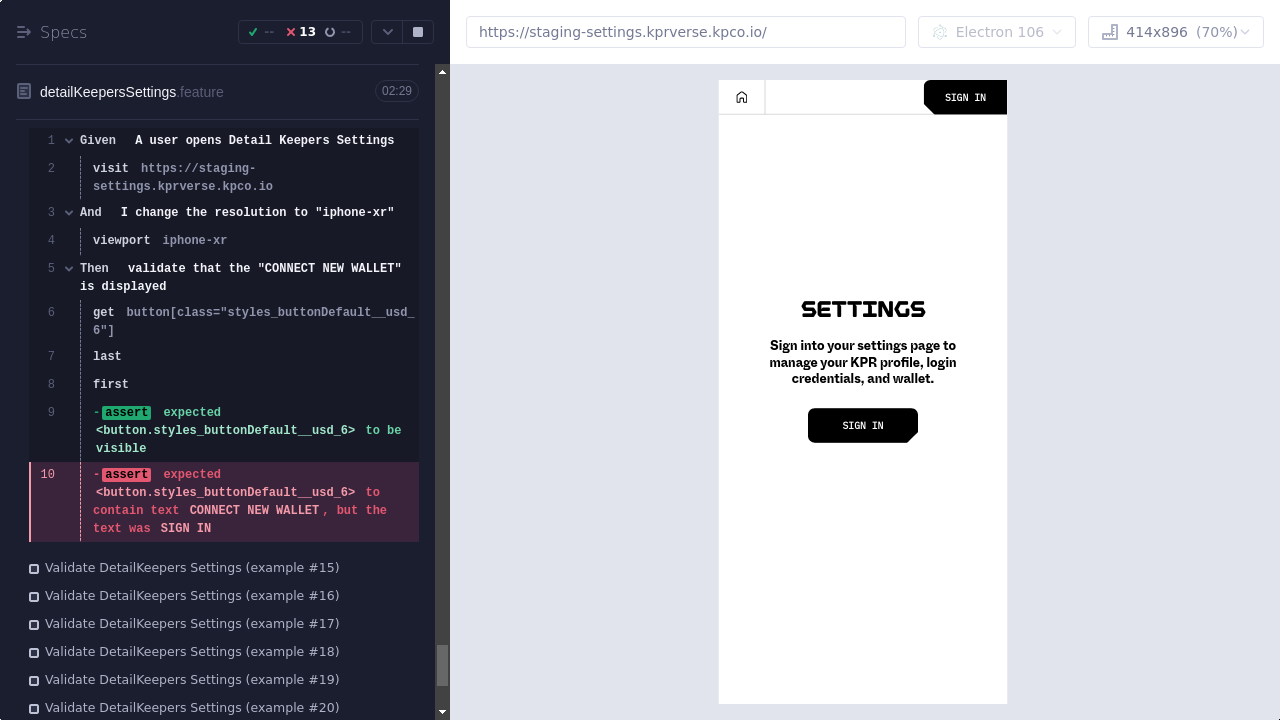 Specs
-- 13 --
https://staging-settings.kprverse.kpco.io/
Electron 106
414x896 (70%)
detailKeepersSettings.feature
02:29
1 Given A user opens Detail Keepers Settings
2 visit https://staging-
settings.kprverse.kpco.io
3 And I change the resolution to "iphone-xr"
4 viewport iphone-xr
5 Then validate that the "CONNECT NEW WALLET"
is displayed
6 get button[class="styles_buttonDefault__usd_
6"]
7 last
8 first
9 -assert expected
<button.styles_buttonDefault__usd_6> to be
visible
10 -assert expected
<button.styles_buttonDefault__usd_6> to
contain text CONNECT NEW WALLET, but the
text was SIGN IN
Validate DetailKeepers Settings (example #15)
Validate DetailKeepers Settings (example #16)
Validate DetailKeepers Settings (example #17)
Validate DetailKeepers Settings (example #18)
Validate DetailKeepers Settings (example #19)
Validate DetailKeepers Settings (example #20)
SIGN IN
SETTINGS
Sign into your settings page to
manage your KPR profile, login
credentials, and wallet.
SIGN IN